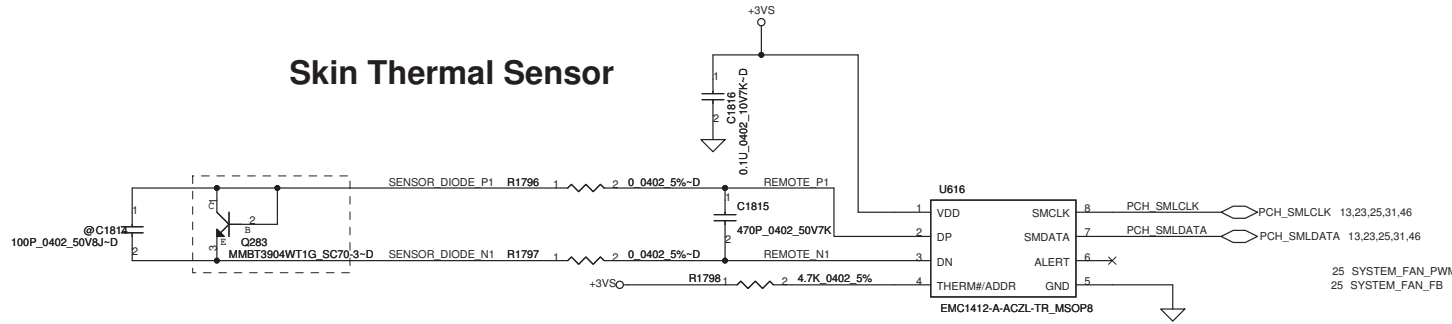 +3VS
Skin Thermal Sensor
1
2
C1816
0.1U_0402_10V7K~D
SENSOR_DIODE_P1 R1796 1 2 0_0402_5%~D REMOTE_P1
U616
1
@C1814
2
100P_0402_50V8J~D
C
2
B
E
3
Q283
MMBT3904WT1G_SC70-3~D
1
C1815
2
470P_0402_50V7K
1 VDD SMCLK 8 PCH_SMLCLK PCH_SMLCLK 13,23,25,31,46
2 DP SMDATA 7 PCH_SMLDATA PCH_SMLDATA 13,23,25,31,46
SENSOR_DIODE_N1 R1797 1 2 0_0402_5%~D REMOTE_N1
3 DN ALERT 6
+3VS R1798 1 2 4.7K_0402_5%
4 THERM#/ADDR GND 5
EMC1412-A-ACZL-TR_MSOP8
25 SYSTEM_FAN_PWM
25 SYSTEM_FAN_FB